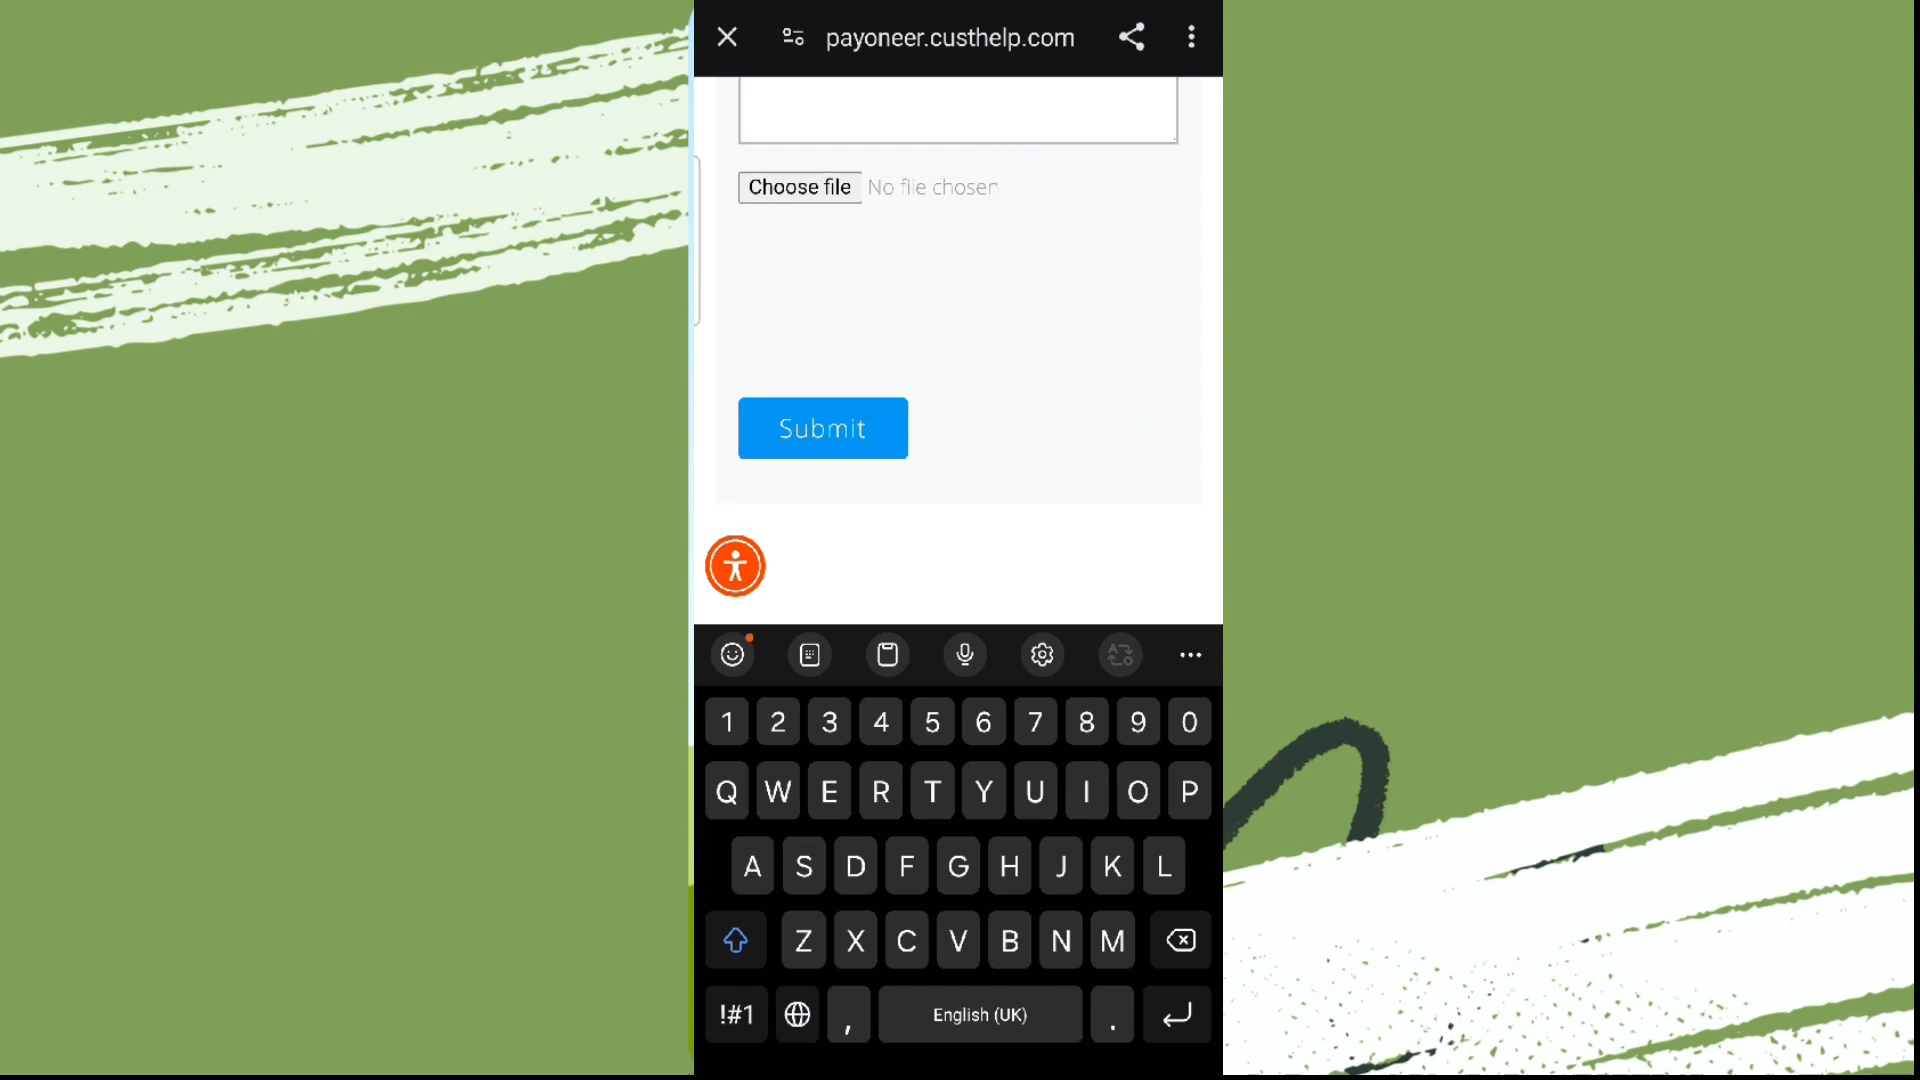 payoneer.custhelp.com
Choose file No file chosen
Submit
1 2 3 4 5 6 7 8 9 0
Q W E R T Y U I O P
A S D F G H J K L
Z X C V B N M
!#1 , English (UK) .